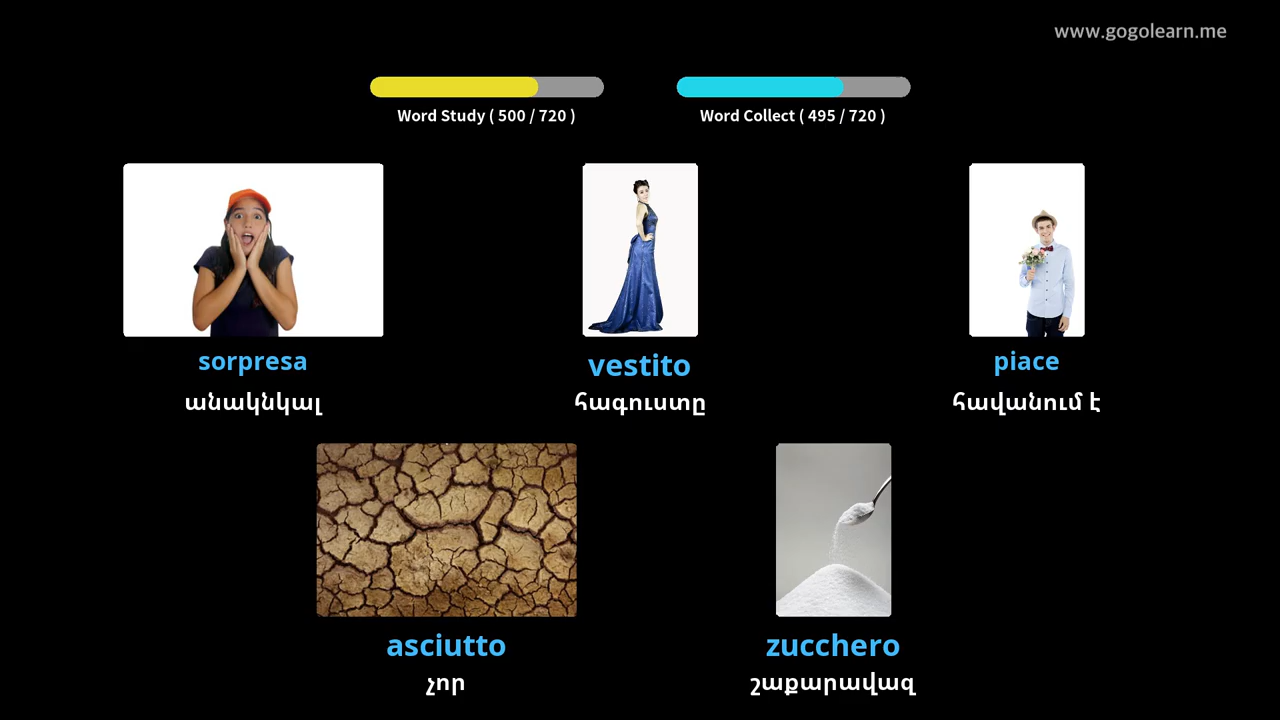 www.gogolearn.me
Word Study ( 500 / 720 )
Word Collect ( 495 / 720 )
sorpresa
անակնկալ
vestito
հագուստը
piace
հավանում է
asciutto
չոր
zucchero
շաքարավազ